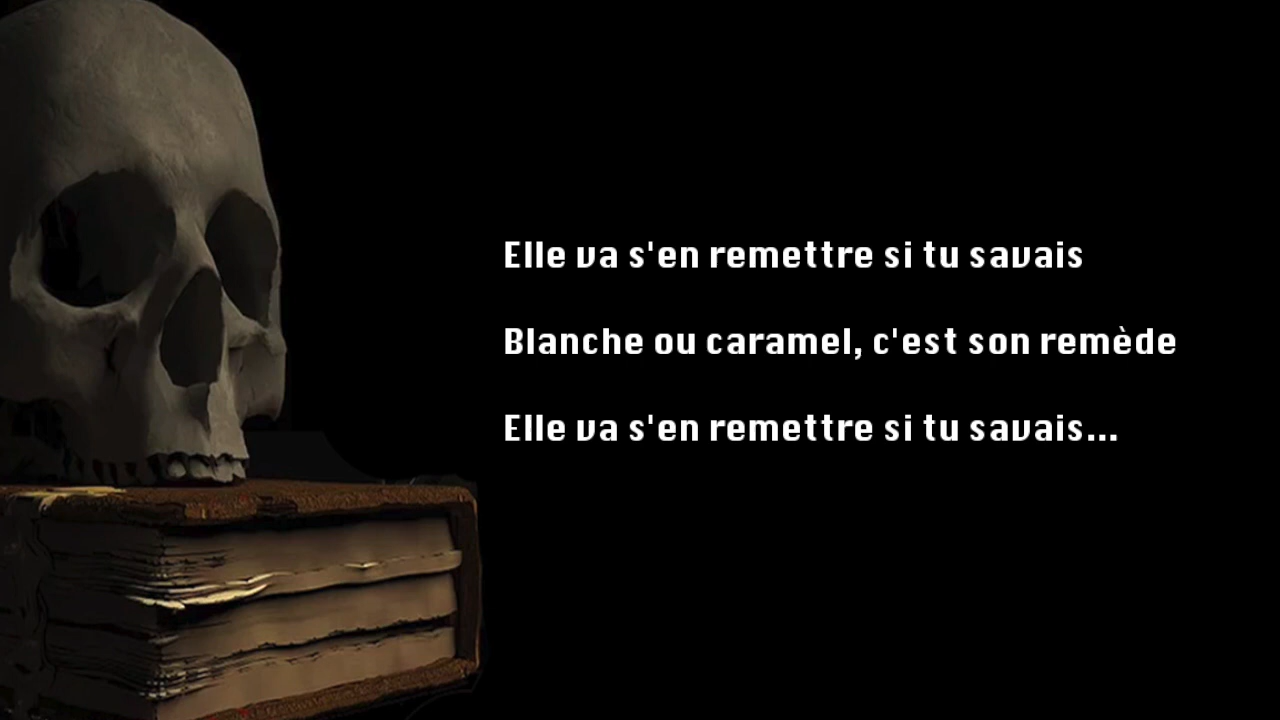 Elle va s'en remettre si tu savais
Blanche ou caramel, c'est son remède
Elle va s'en remettre si tu savais...